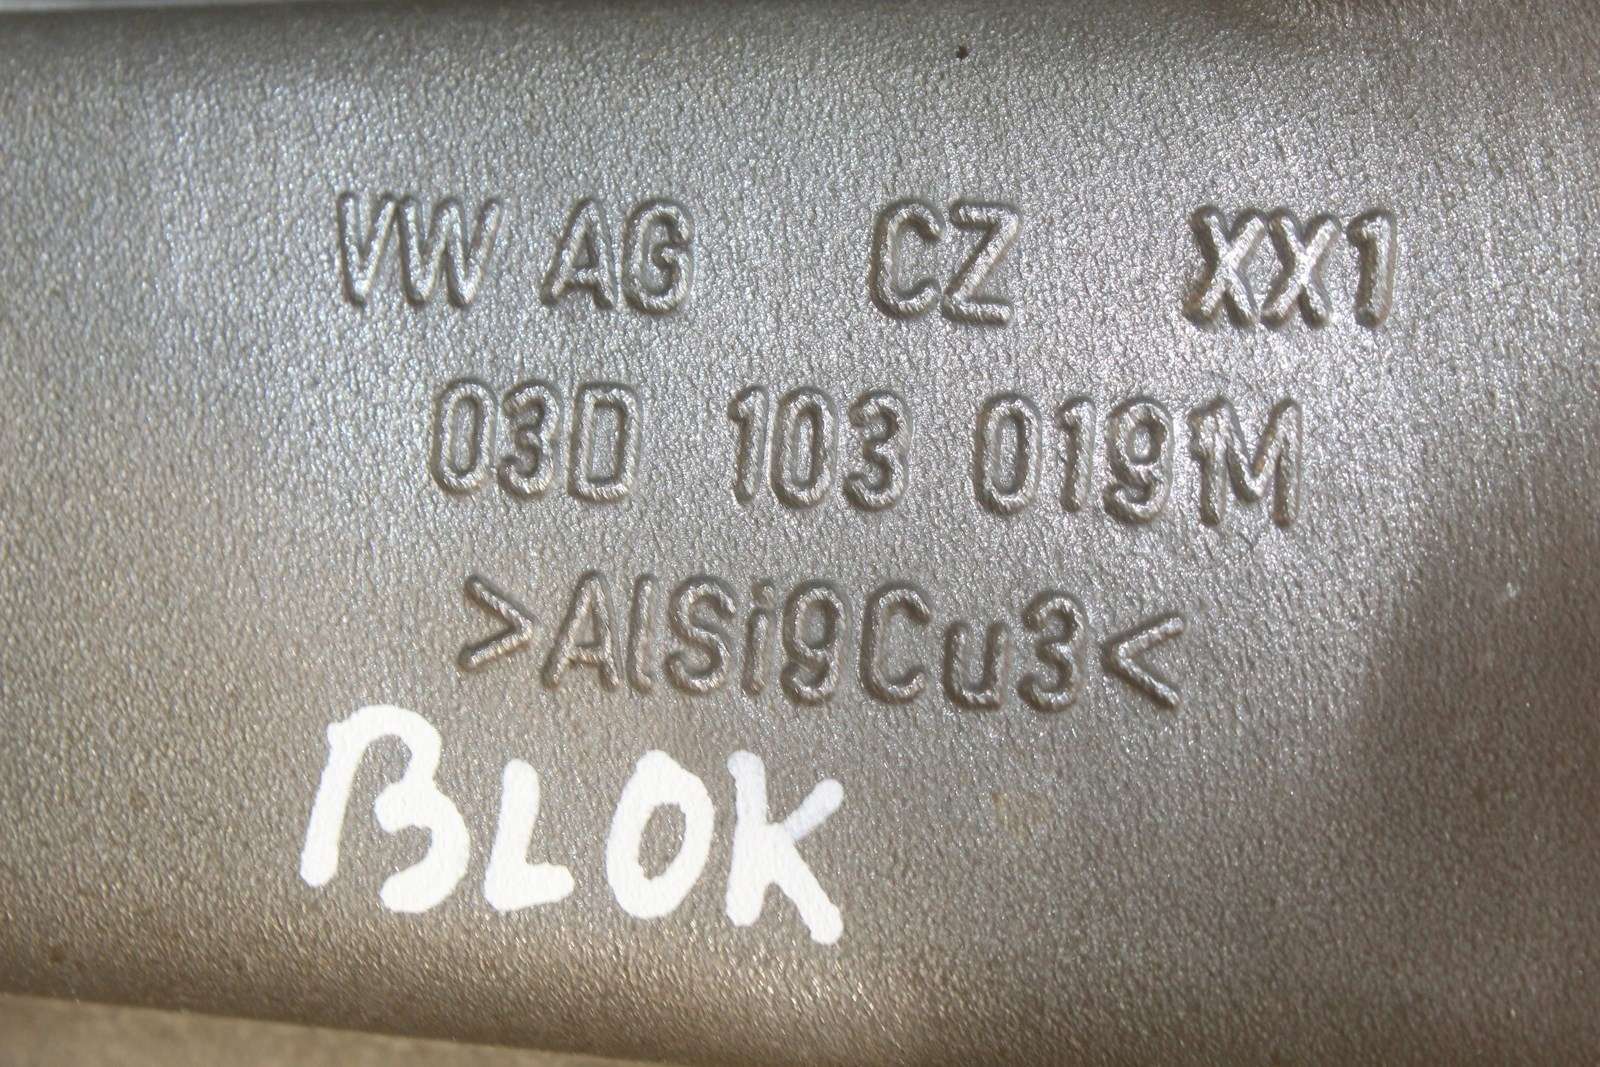 VW AG CZ XX1
03D 103 019M
>AlSi9Cu3<
BLOK